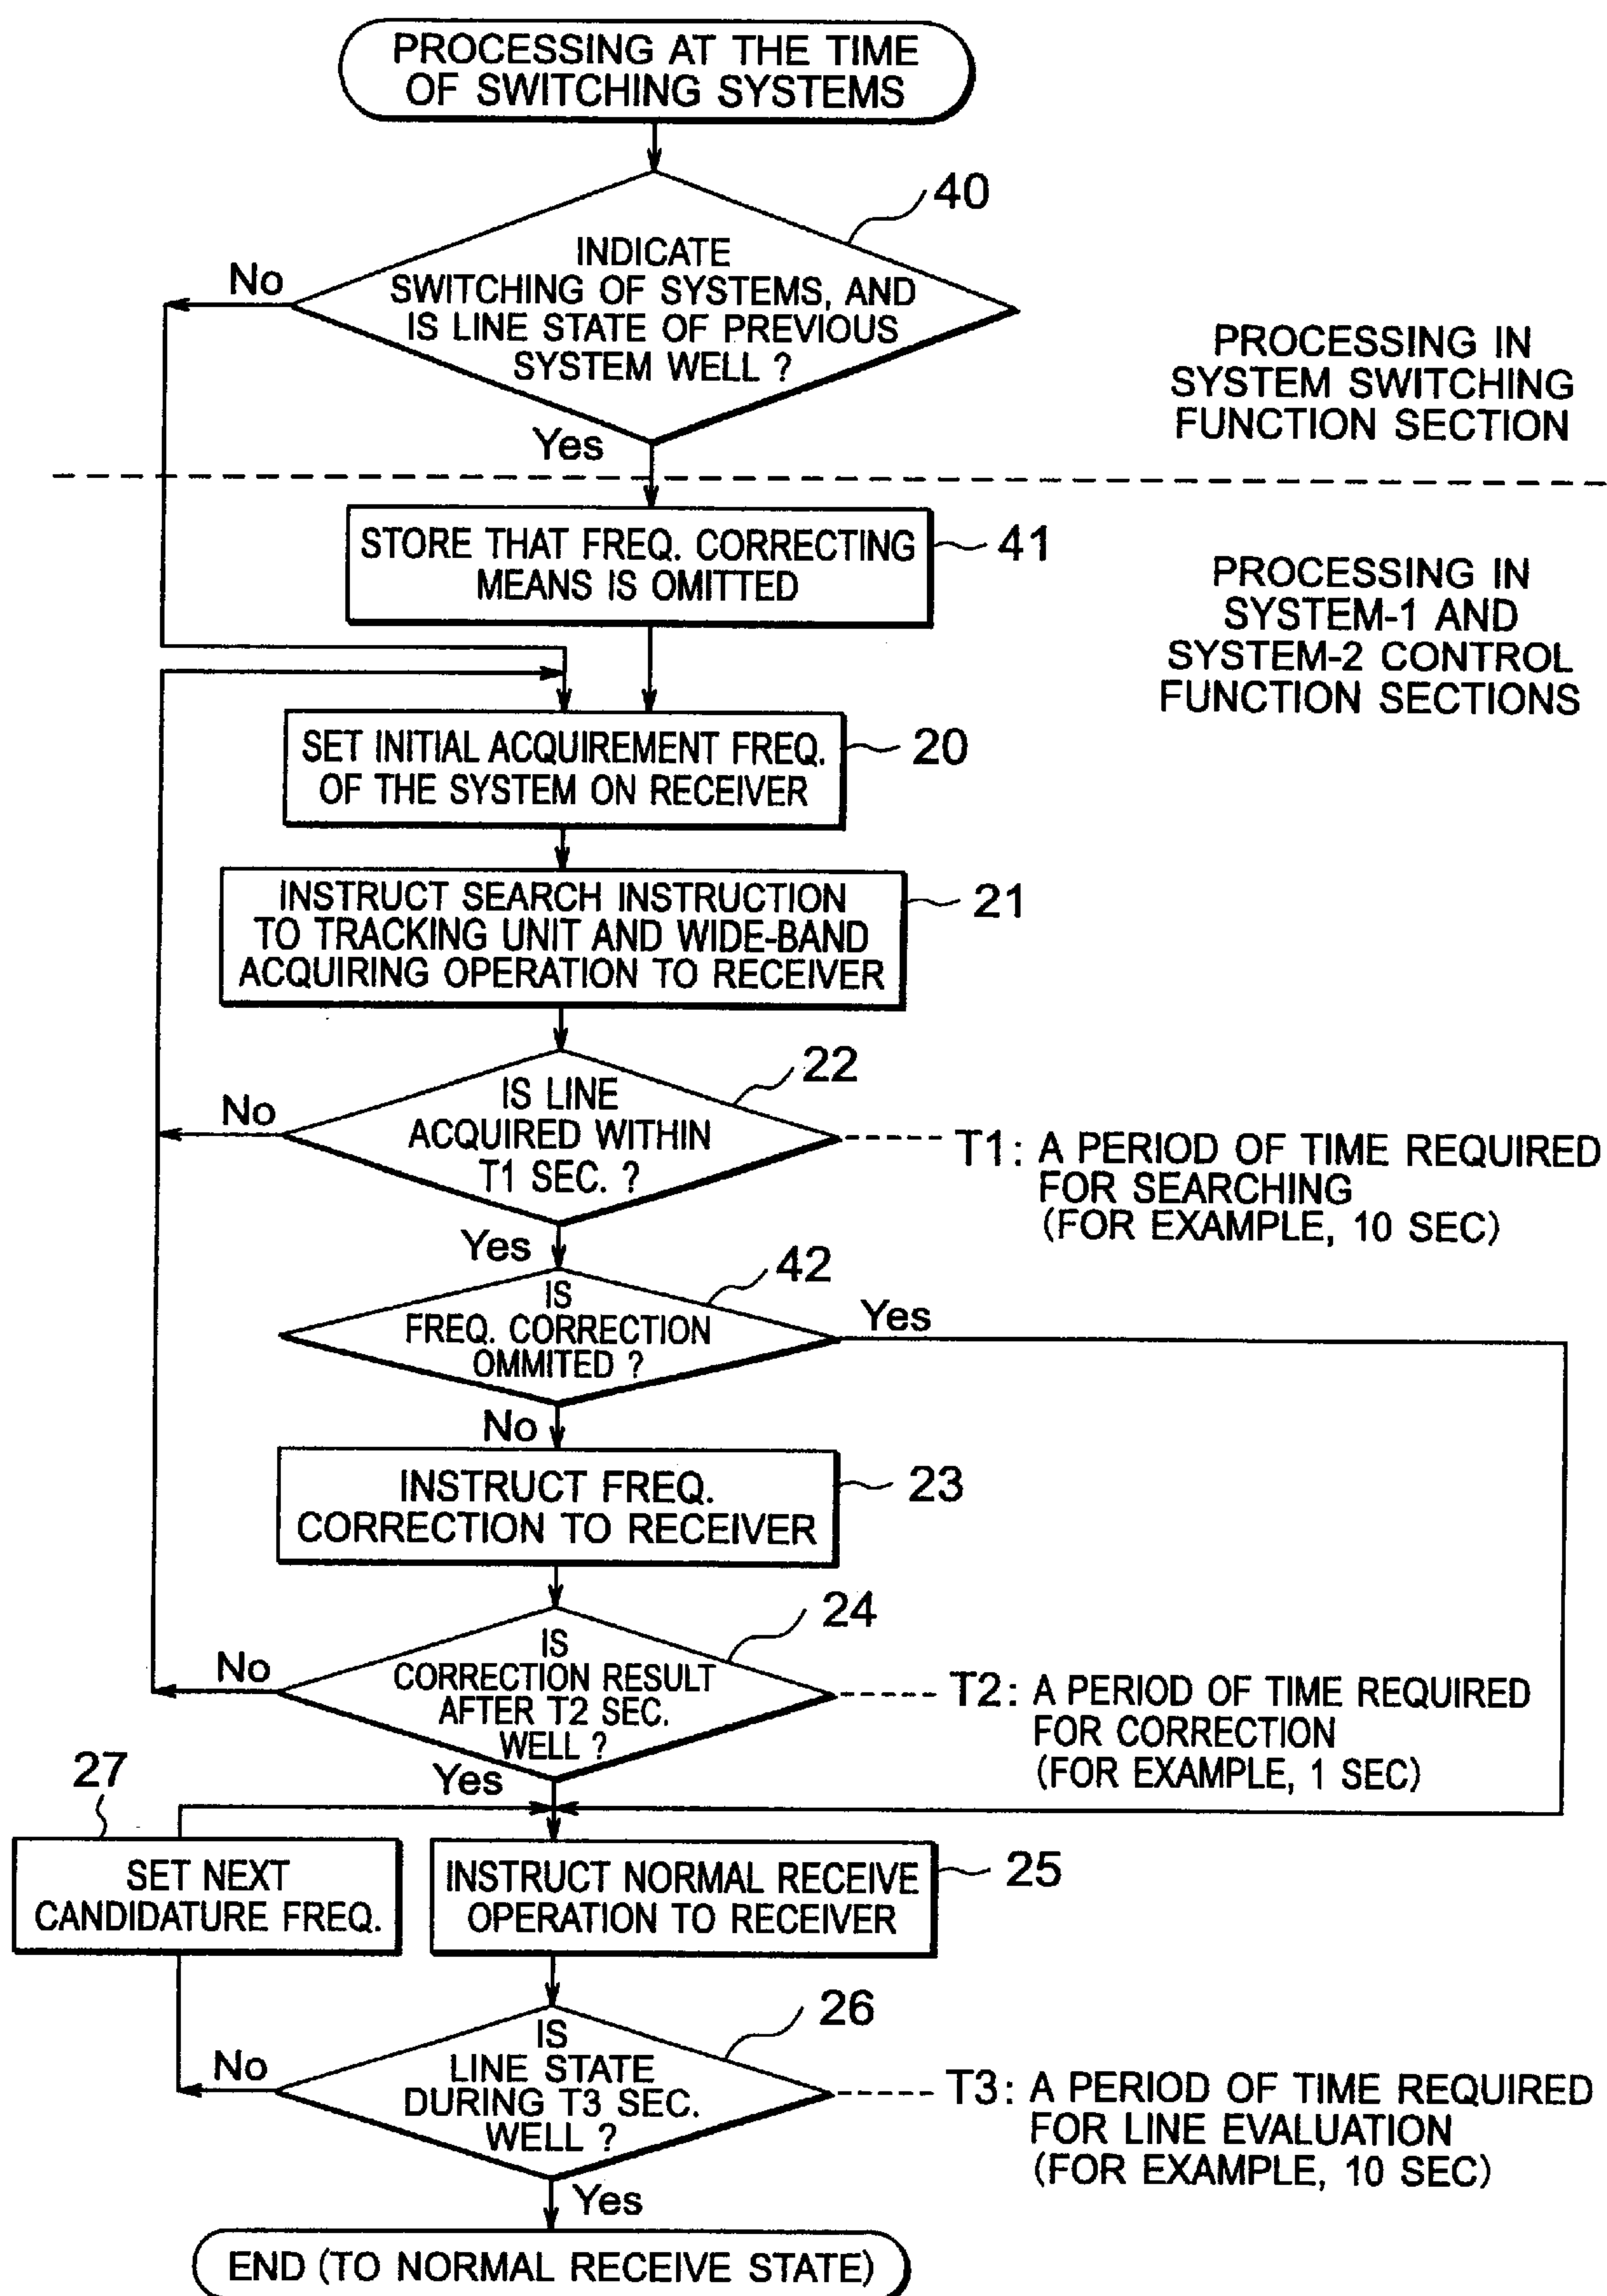 PROCESSING AT THE TIME
OF SWITCHING SYSTEMS
40
INDICATE
SWITCHING OF SYSTEMS, AND
IS LINE STATE OF PREVIOUS
SYSTEM WELL ?
No
Yes
PROCESSING IN
SYSTEM SWITCHING
FUNCTION SECTION
STORE THAT FREQ. CORRECTING
MEANS IS OMITTED
41
PROCESSING IN
SYSTEM-1 AND
SYSTEM-2 CONTROL
FUNCTION SECTIONS
SET INITIAL ACQUIREMENT FREQ.
OF THE SYSTEM ON RECEIVER
20
INSTRUCT SEARCH INSTRUCTION
TO TRACKING UNIT AND WIDE-BAND
ACQUIRING OPERATION TO RECEIVER
21
22
IS LINE
ACQUIRED WITHIN
T1 SEC. ?
No
Yes
T1: A PERIOD OF TIME REQUIRED
FOR SEARCHING
(FOR EXAMPLE, 10 SEC)
42
IS
FREQ. CORRECTION
OMMITED ?
Yes
No
INSTRUCT FREQ.
CORRECTION TO RECEIVER
23
24
IS
CORRECTION RESULT
AFTER T2 SEC.
WELL ?
No
Yes
T2: A PERIOD OF TIME REQUIRED
FOR CORRECTION
(FOR EXAMPLE, 1 SEC)
27
SET NEXT
CANDIDATURE FREQ.
INSTRUCT NORMAL RECEIVE
OPERATION TO RECEIVER
25
26
IS
LINE STATE
DURING T3 SEC.
WELL ?
No
Yes
T3: A PERIOD OF TIME REQUIRED
FOR LINE EVALUATION
(FOR EXAMPLE, 10 SEC)
END (TO NORMAL RECEIVE STATE)